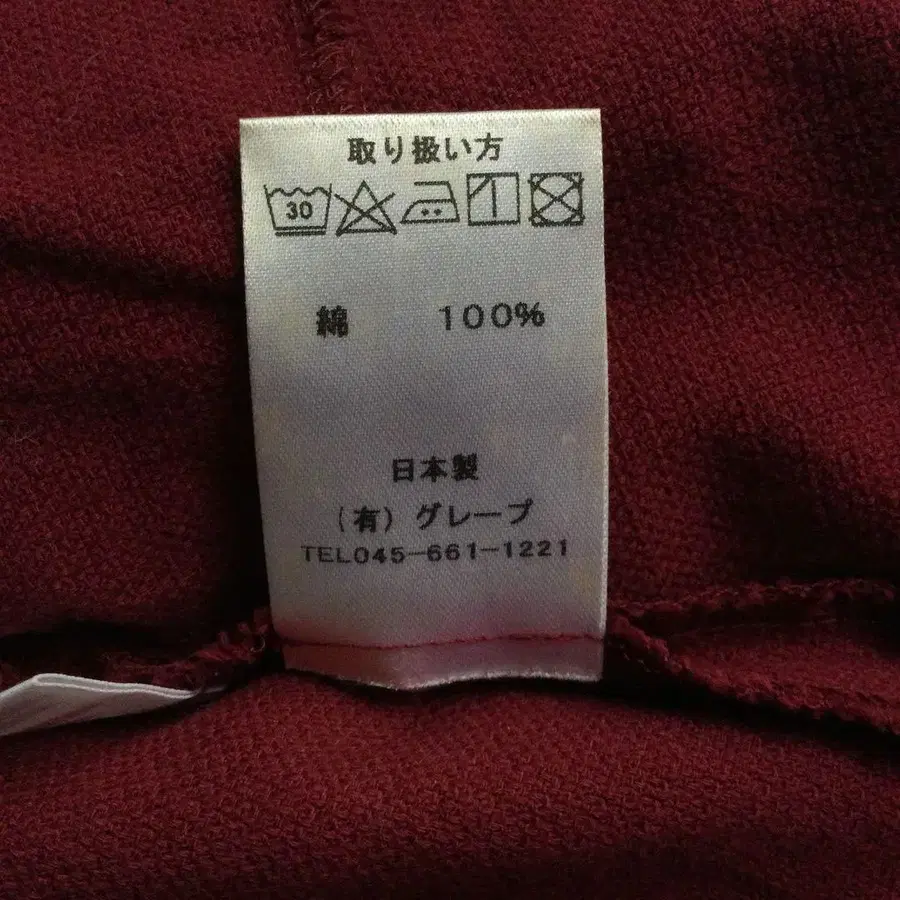 取り扱い方
30
綿 100%
日本製
(有)グレープ
TEL045-661-1221